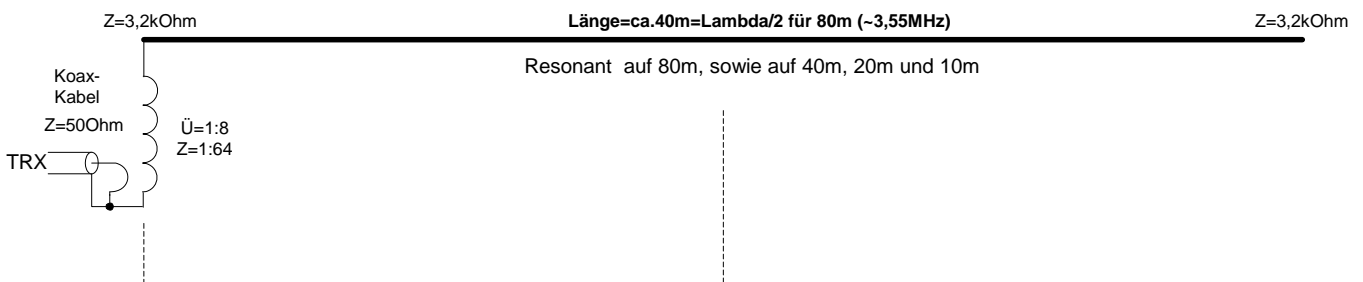 Z=3,2kOhm
Länge=ca.40m=Lambda/2 für 80m (~3,55MHz)
Z=3,2kOhm
Resonant auf 80m, sowie auf 40m, 20m und 10m
Koax-
Kabel
Z=50Ohm
Ü=1:8
Z=1:64
TRX